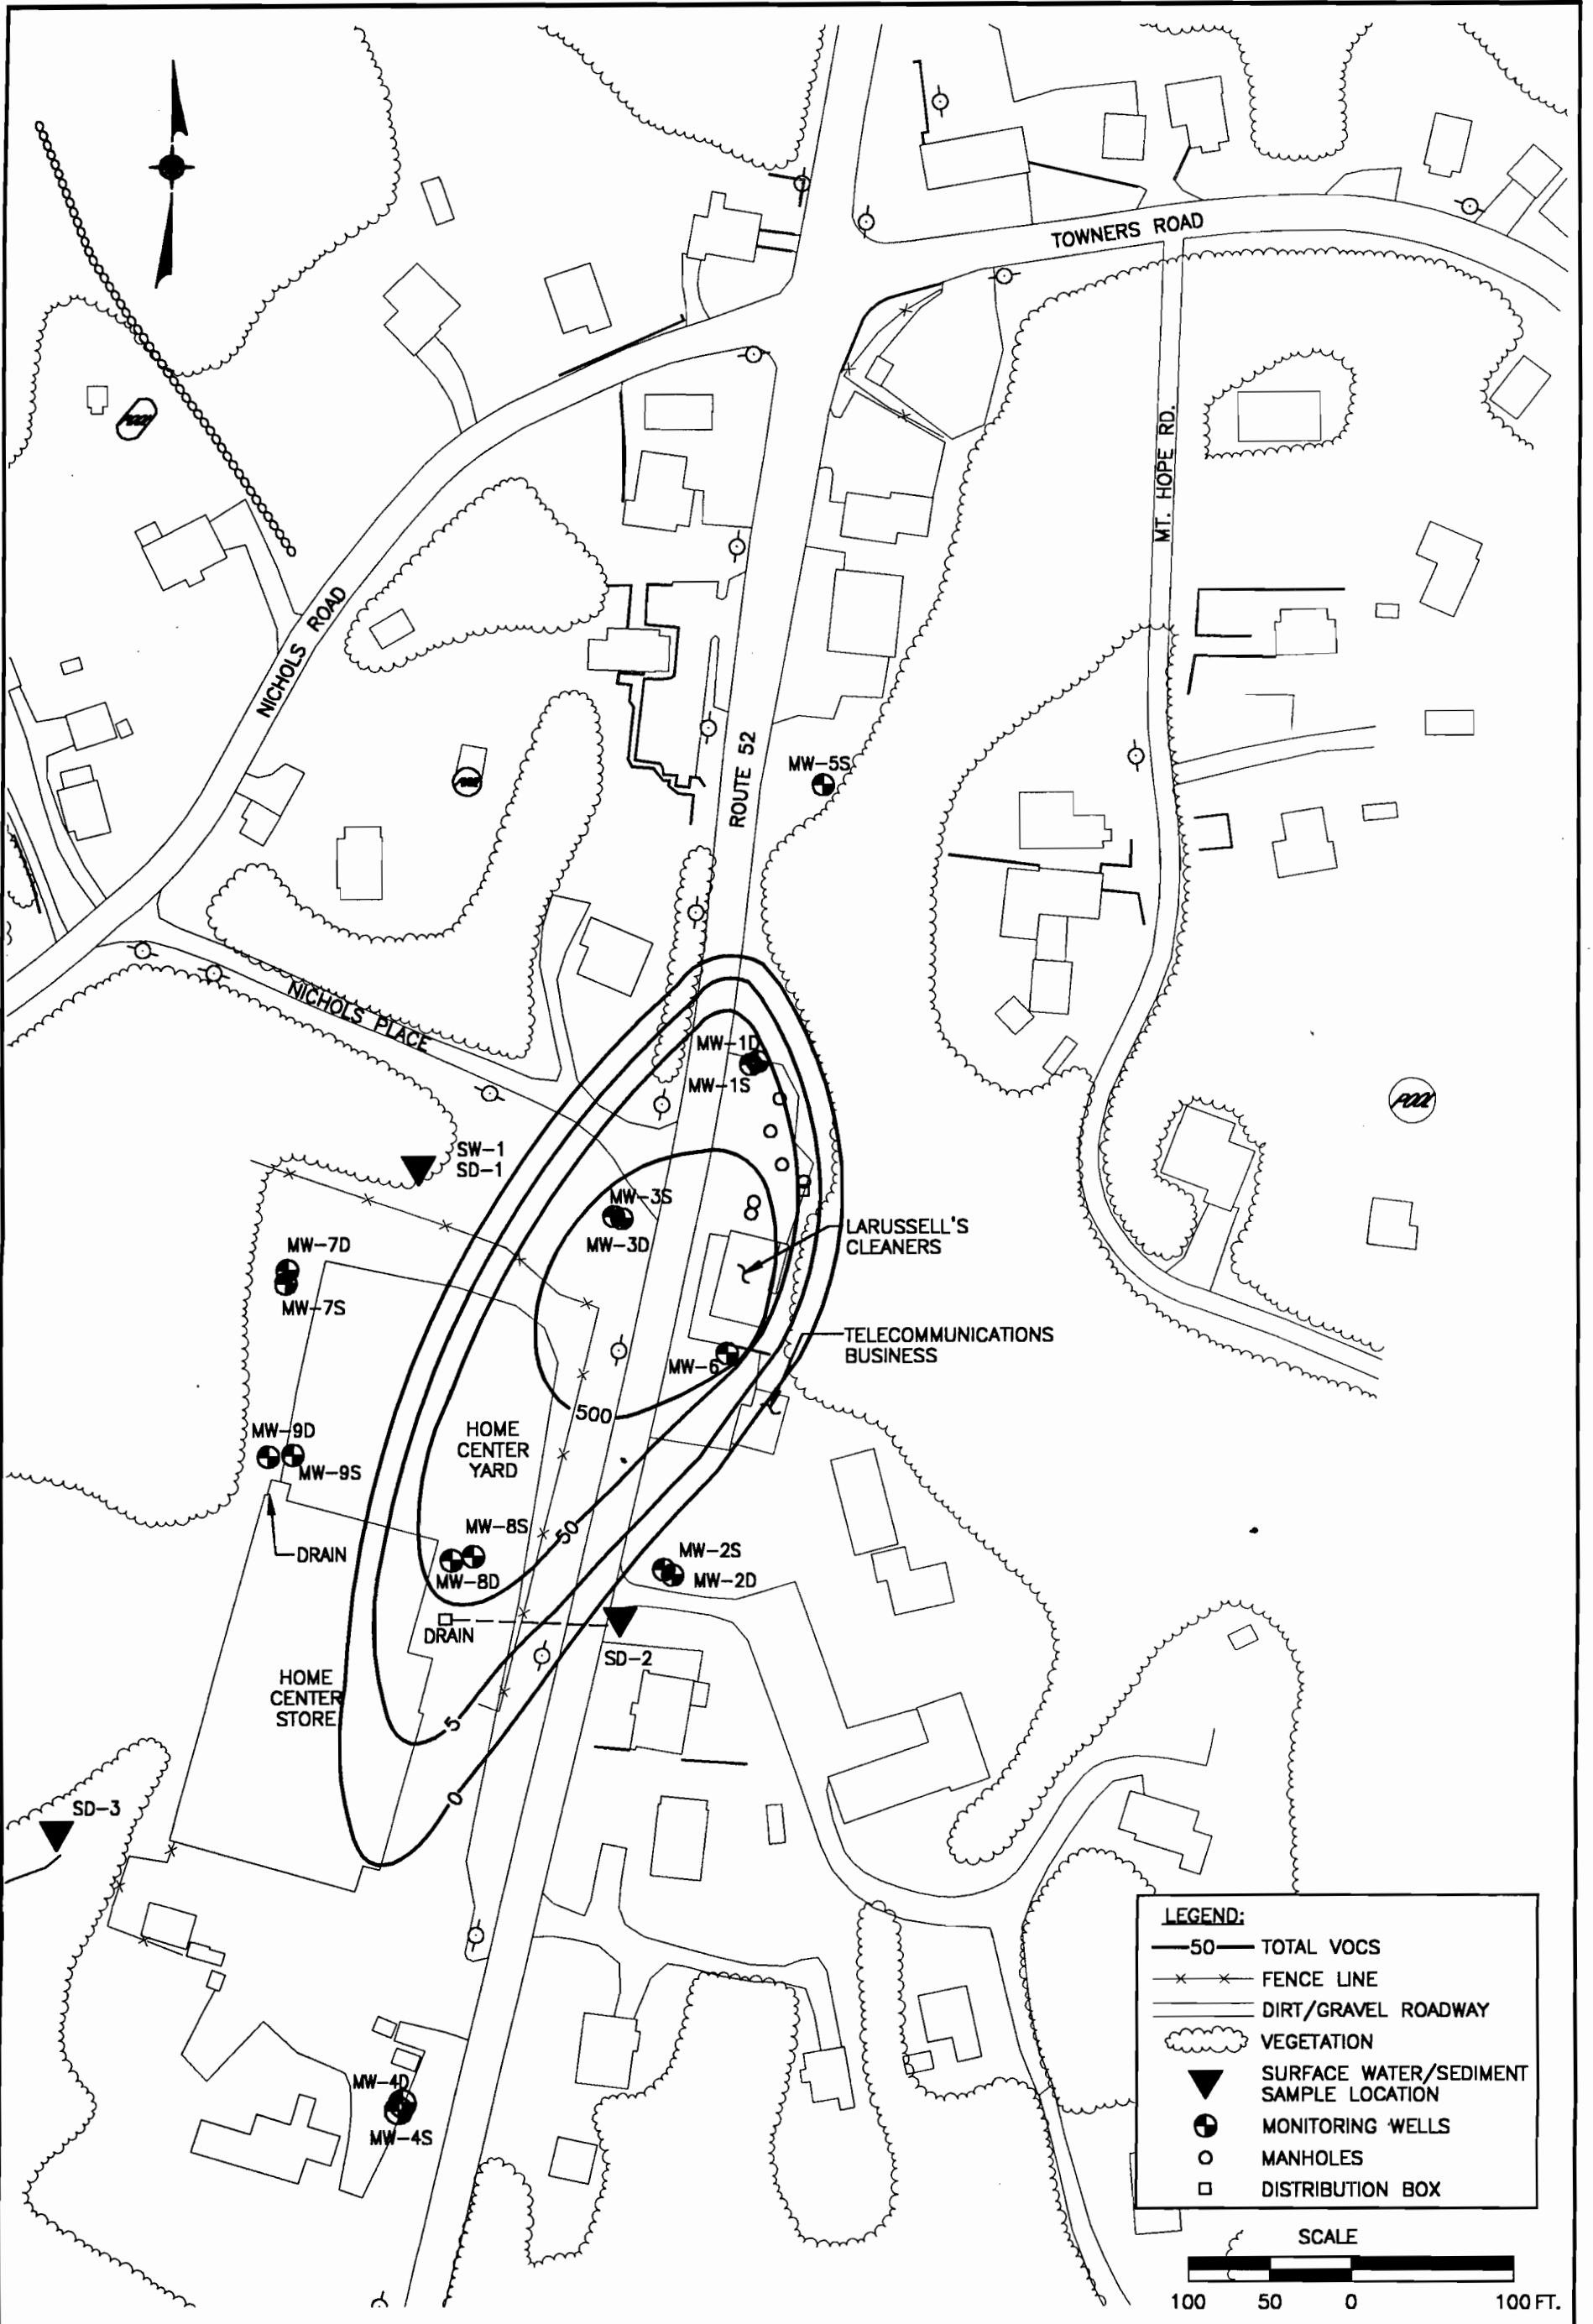 TOWNERS ROAD
MT. HOPE RD.
POOL
NICHOLS ROAD
POOL
ROUTE 52
MW-5S
NICHOLS PLACE
MW-1D
MW-1S
POOL
SW-1
SD-1
MW-3S
MW-3D
LARUSSELL'S
CLEANERS
MW-7D
MW-7S
TELECOMMUNICATIONS
BUSINESS
MW-6
500
HOME
CENTER
YARD
MW-9D
MW-9S
DRAIN
MW-8S
50
MW-8D
MW-2S
MW-2D
DRAIN
SD-2
HOME
CENTER
STORE
5
0
SD-3
MW-4D
MW-4S
LEGEND:
50 TOTAL VOCS
FENCE LINE
DIRT/GRAVEL ROADWAY
VEGETATION
SURFACE WATER/SEDIMENT
SAMPLE LOCATION
MONITORING WELLS
MANHOLES
DISTRIBUTION BOX
SCALE
100 50 0 100 FT.